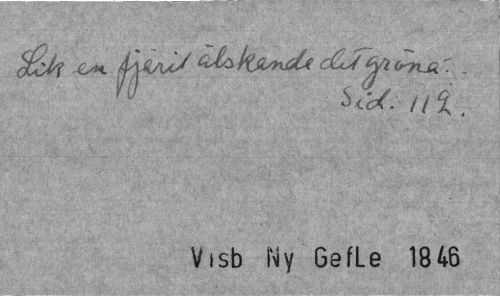 Lik en fjäril älskande det gröna...
Sid. 112.
Visb Ny Gefle 1846